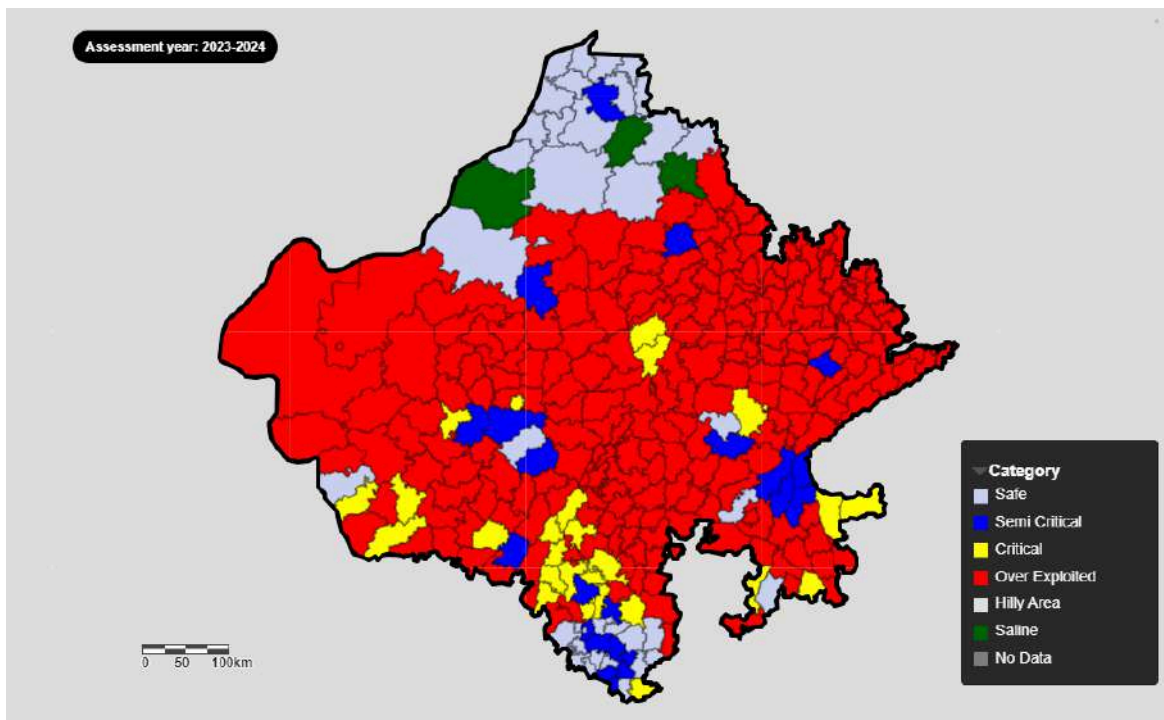 Assessment year: 2023-2024
Category
Safe
Semi Critical
Critical
Over Exploited
Hilly Area
Saline
No Data
0 50 100km